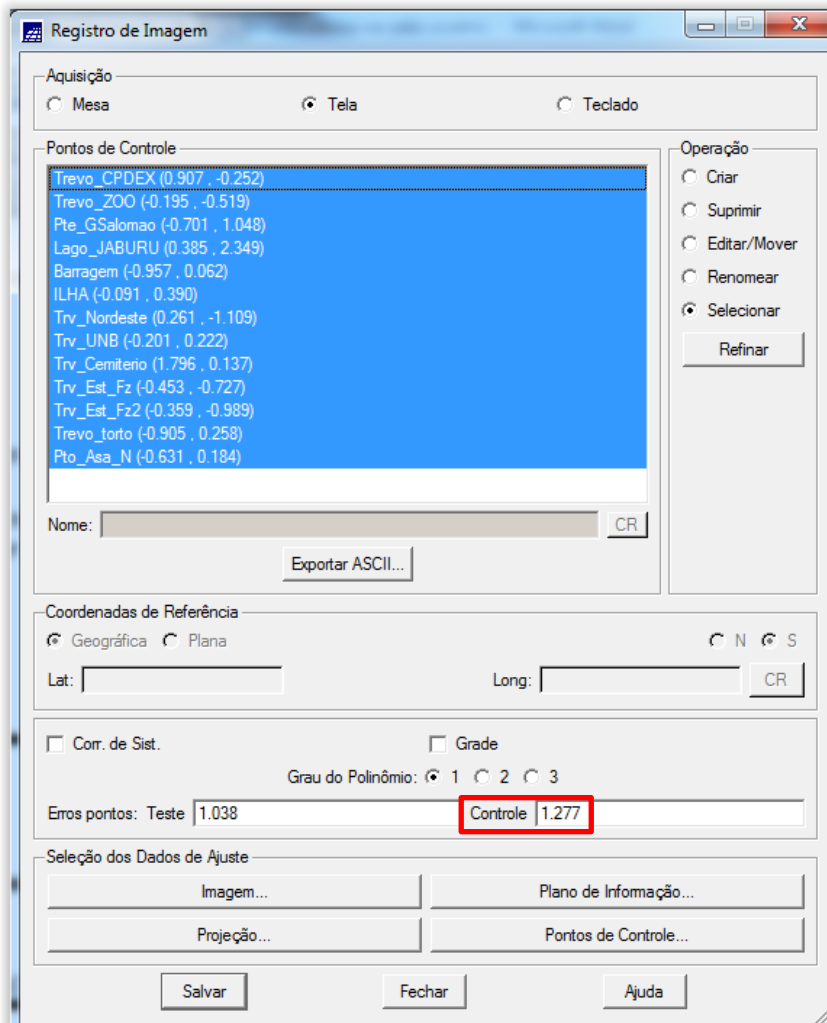 Registro de Imagem
Aquisição
Mesa Tela Teclado
Pontos de Controle
Trevo_CPDEX (0.907 , -0.252)
Trevo_ZOO (-0.195 , -0.519)
Pte_GSalomao (-0.701 , 1.048)
Lago_JABURU (0.385 , 2.349)
Barragem (-0.957 , 0.062)
ILHA (-0.091 , 0.390)
Trv_Nordeste (0.261 , -1.109)
Trv_UNB (-0.201 , 0.222)
Trv_Cemiterio (1.796 , 0.137)
Trv_Est_Fz (-0.453 , -0.727)
Trv_Est_Fz2 (-0.359 , -0.989)
Trevo_torto (-0.905 , 0.258)
Pto_Asa_N (-0.631 , 0.184)
Nome: CR
Exportar ASCII...
Operação
Criar
Suprimir
Editar/Mover
Renomear
Selecionar
Refinar
Coordenadas de Referência
Geográfica Plana N S
Lat: Long: CR
Corr. de Sist. Grade
Grau do Polinômio: 1 2 3
Erros pontos: Teste 1.038 Controle 1.277
Seleção dos Dados de Ajuste
Imagem... Plano de Informação...
Projeção... Pontos de Controle...
Salvar Fechar Ajuda